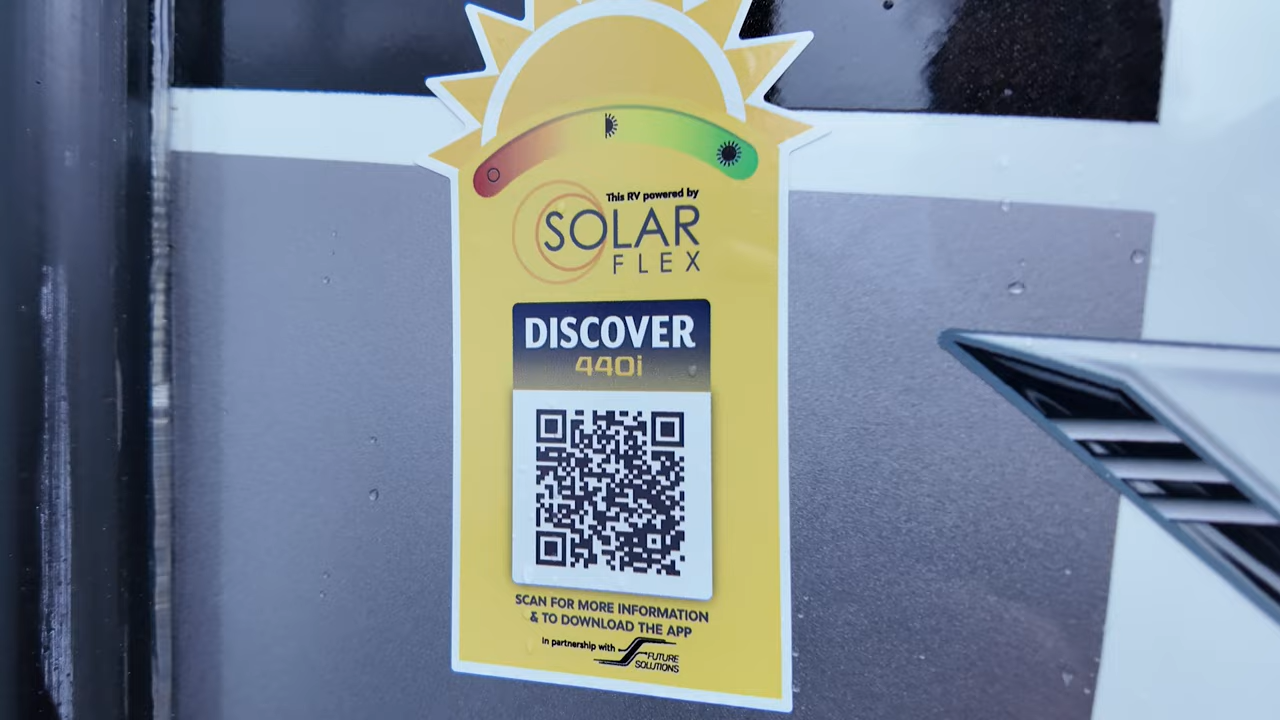 This RV powered by
SOLAR
FLEX
DISCOVER
440i
SCAN FOR MORE INFORMATION
& TO DOWNLOAD THE APP
in partnership with
FUTURE
SOLUTIONS